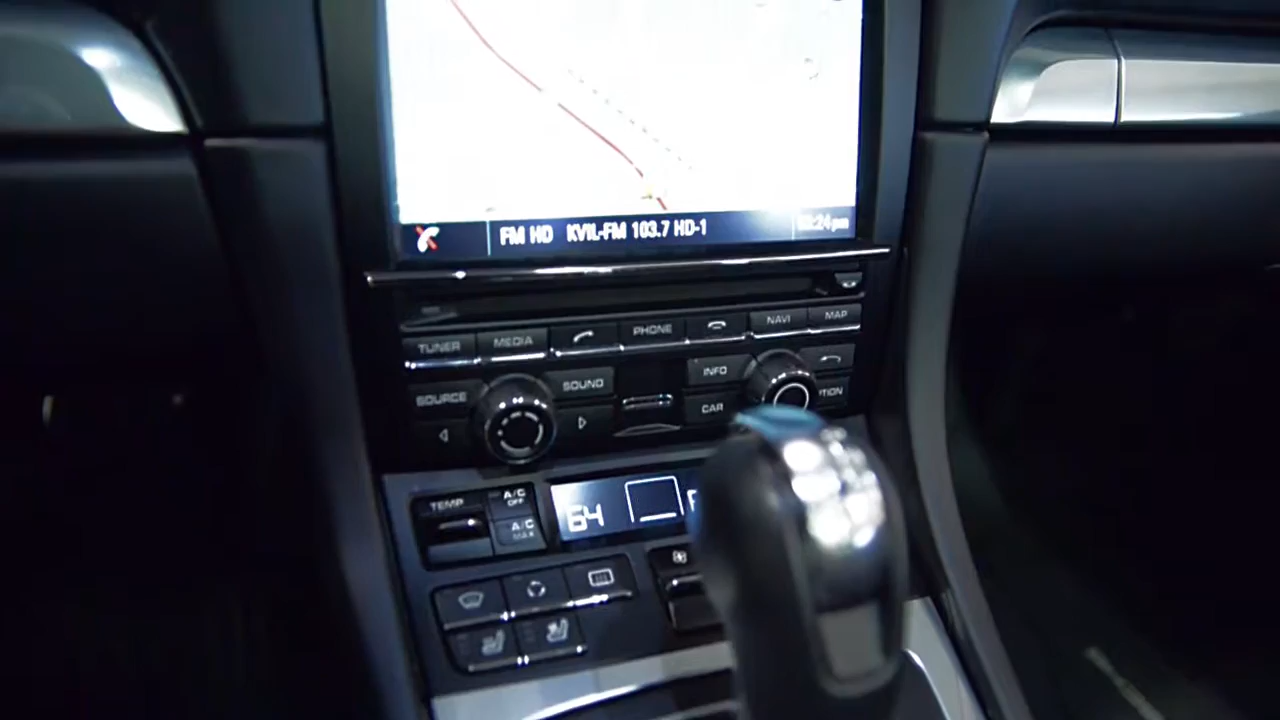 FM HD KVIL-FM 103.7 HD-1
TUNER MEDIA PHONE NAVI MAP
SOURCE SOUND INFO
CAR
TEMP A/C OFF
A/C MAX
64